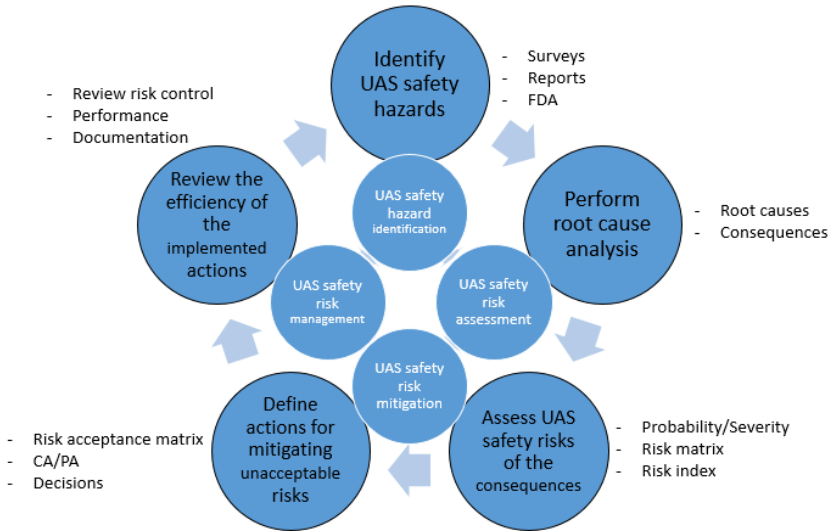 Identify
UAS safety
hazards
- Surveys
- Reports
- FDA
- Review risk control
- Performance
- Documentation
Review the
efficiency of
the
implemented
actions
UAS safety
hazard
identification
Perform
root cause
analysis
- Root causes
- Consequences
UAS safety
risk
management
UAS safety
risk
assessment
UAS safety
risk
mitigation
Define
actions for
mitigating
unacceptable
risks
- Risk acceptance matrix
- CA/PA
- Decisions
Assess UAS
safety risks
of the
consequences
- Probability/Severity
- Risk matrix
- Risk index